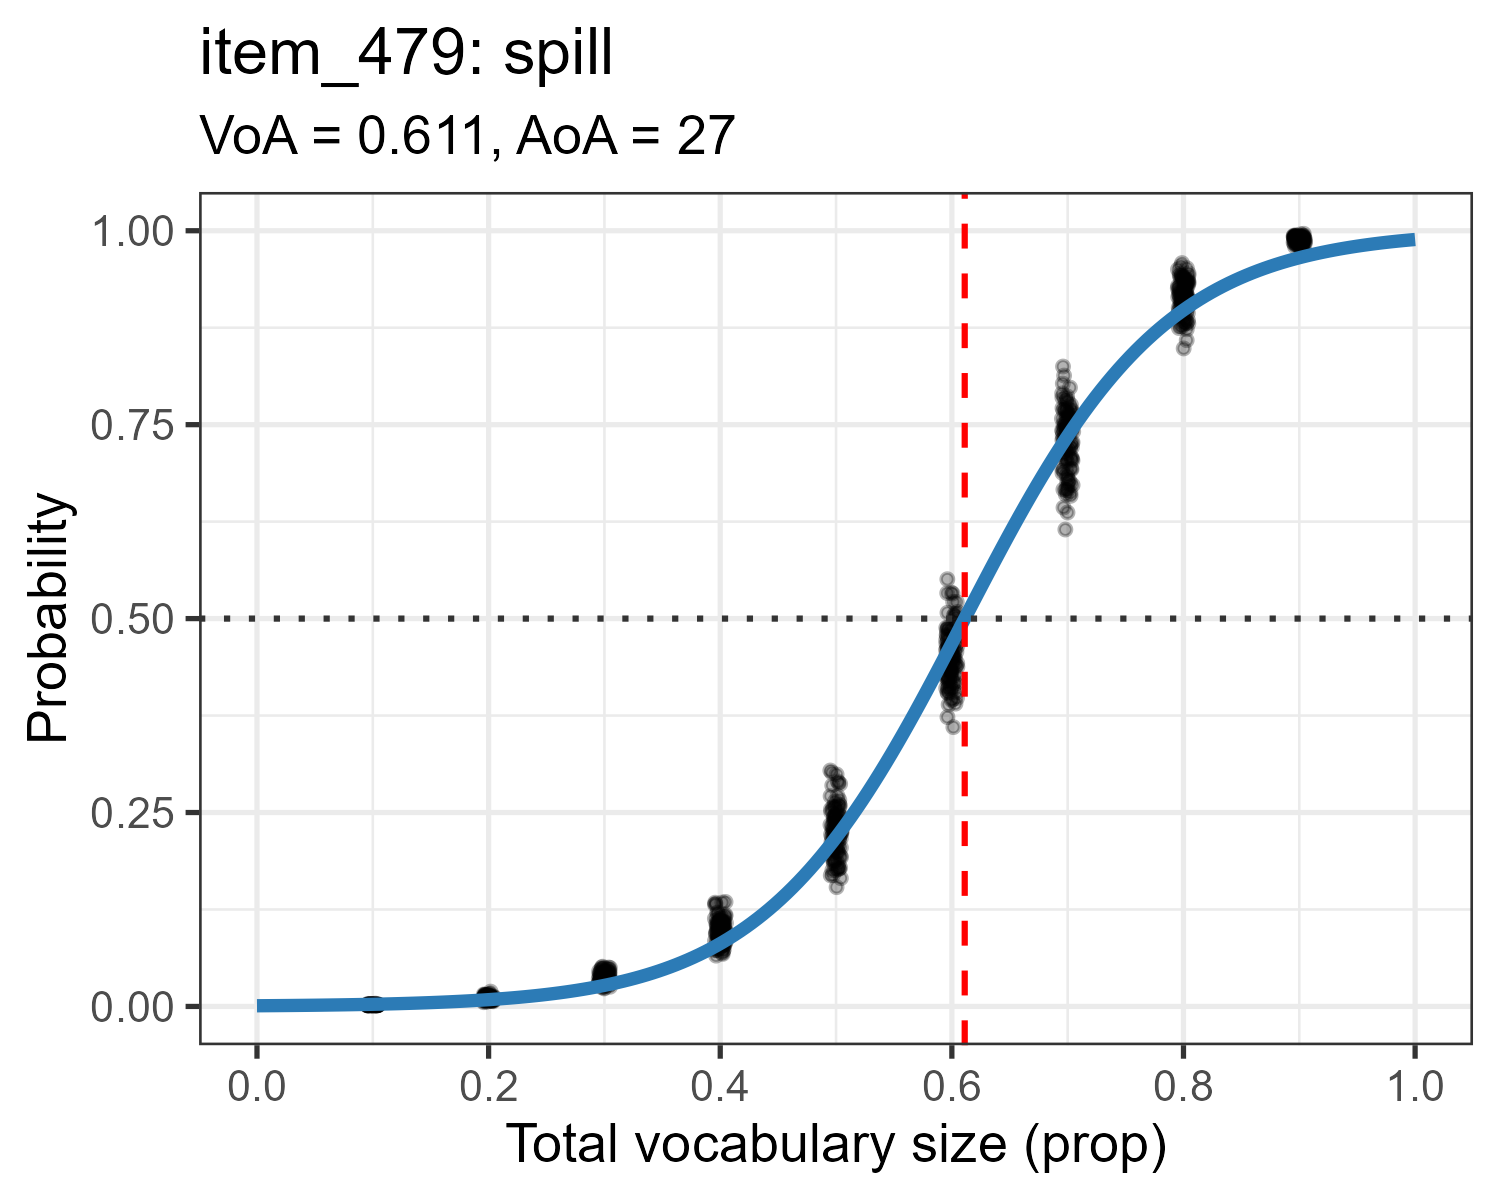 item_479: spill
VoA = 0.611, AoA = 27
Probability
1.00
0.75
0.50
0.25
0.00
0.0 0.2 0.4 0.6 0.8 1.0
Total vocabulary size (prop)